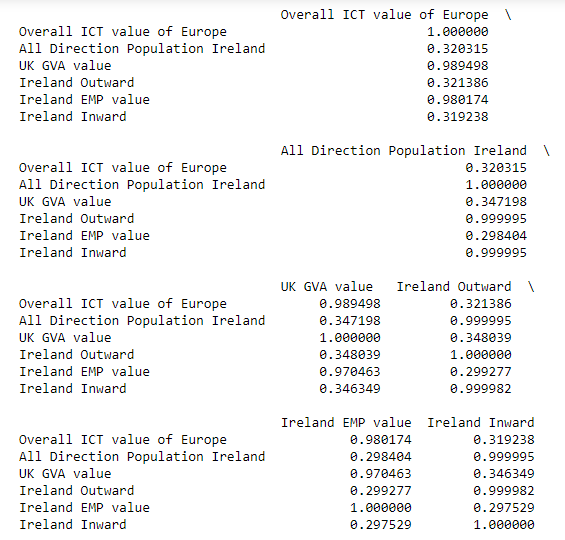 Overall ICT value of Europe \
Overall ICT value of Europe 1.000000
All Direction Population Ireland 0.320315
UK GVA value 0.989498
Ireland Outward 0.321386
Ireland EMP value 0.980174
Ireland Inward 0.319238
All Direction Population Ireland \
Overall ICT value of Europe 0.320315
All Direction Population Ireland 1.000000
UK GVA value 0.347198
Ireland Outward 0.999995
Ireland EMP value 0.298404
Ireland Inward 0.999995
UK GVA value Ireland Outward \
Overall ICT value of Europe 0.989498 0.321386
All Direction Population Ireland 0.347198 0.999995
UK GVA value 1.000000 0.348039
Ireland Outward 0.348039 1.000000
Ireland EMP value 0.970463 0.299277
Ireland Inward 0.346349 0.999982
Ireland EMP value Ireland Inward
Overall ICT value of Europe 0.980174 0.319238
All Direction Population Ireland 0.298404 0.999995
UK GVA value 0.970463 0.346349
Ireland Outward 0.299277 0.999982
Ireland EMP value 1.000000 0.297529
Ireland Inward 0.297529 1.000000